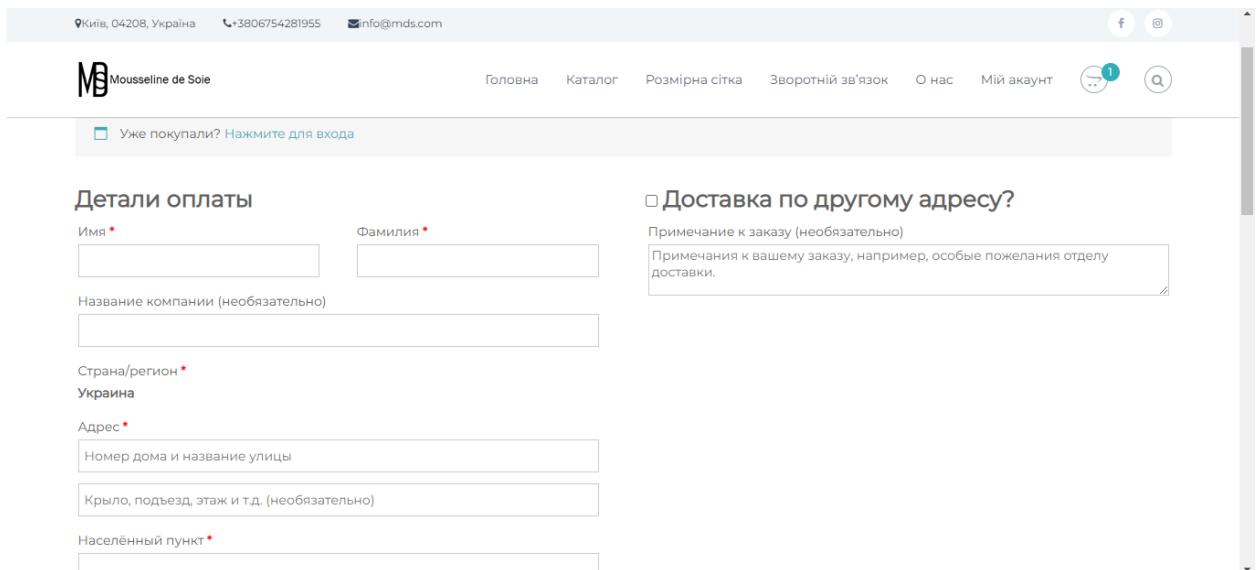 Київ, 04208, Україна +3806754281955 info@mds.com
MDS Mousseline de Soie Головна Каталог Розмірна сітка Зворотній зв'язок О нас Мій акаунт 1
Уже покупали? Нажмите для входа
Детали оплаты
Имя * Фамилия *
Название компании (необязательно)
Страна/регион *
Украина
Адрес *
Номер дома и название улицы
Крыло, подъезд, этаж и т.д. (необязательно)
Населённый пункт *
Доставка по другому адресу?
Примечание к заказу (необязательно)
Примечания к вашему заказу, например, особые пожелания отделу
доставки.